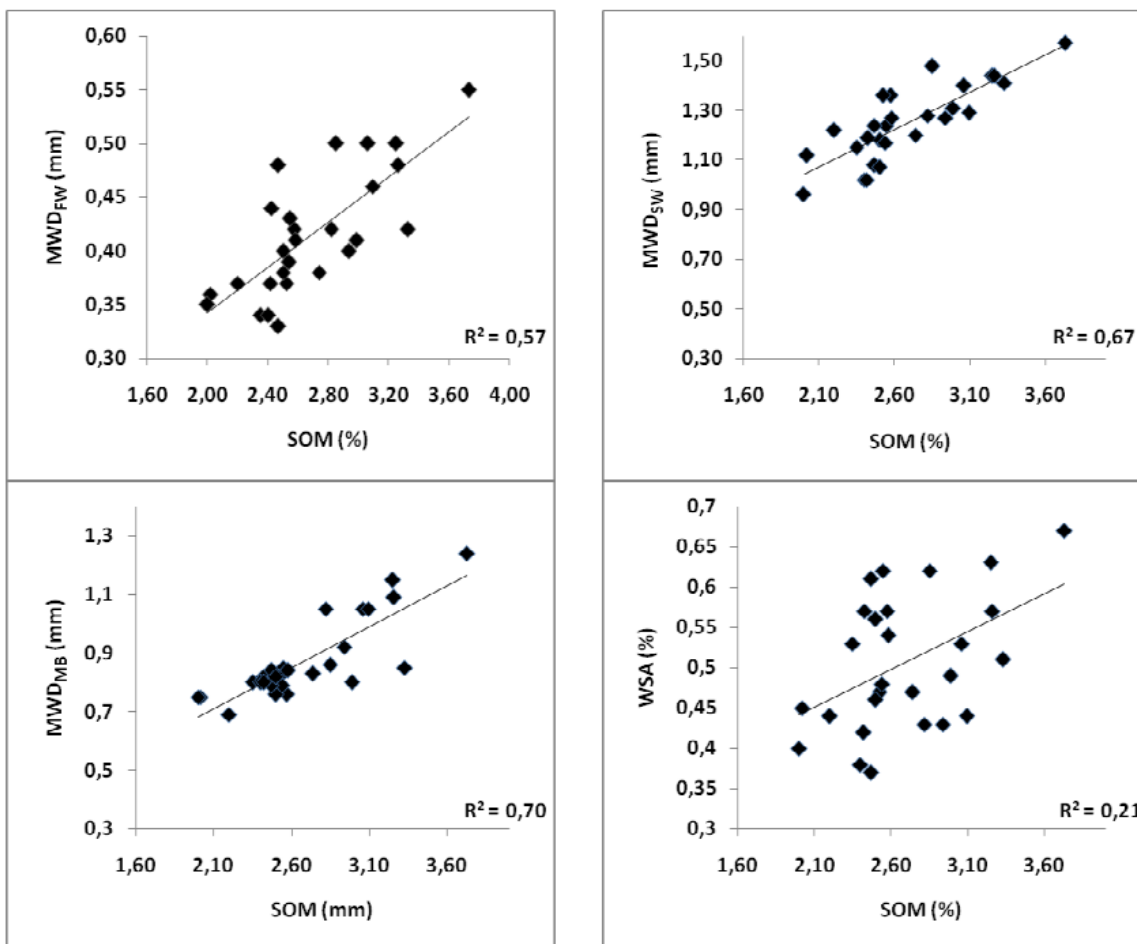 0,60
0,55
0,50
0,45
0,40
0,35
0,30
MWD_FW (mm)
R² = 0,57
1,60 2,00 2,40 2,80 3,20 3,60 4,00
SOM (%)
1,50
1,30
1,10
0,90
0,70
0,50
0,30
MWD_SW (mm)
R² = 0,67
1,60 2,10 2,60 3,10 3,60
SOM (%)
1,3
1,1
0,9
0,7
0,5
0,3
MWD_MB (mm)
R² = 0,70
1,60 2,10 2,60 3,10 3,60
SOM (mm)
0,7
0,65
0,6
0,55
0,5
0,45
0,4
0,35
0,3
WSA (%)
R² = 0,21
1,60 2,10 2,60 3,10 3,60
SOM (%)